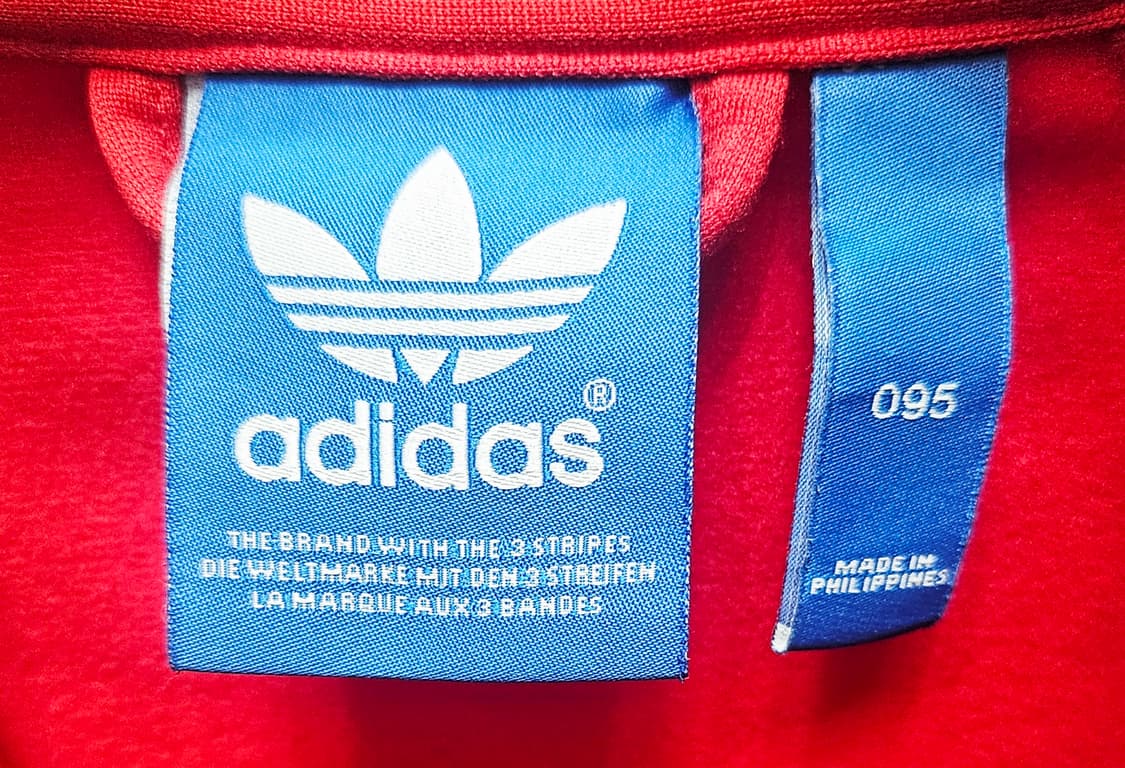 adidas®
THE BRAND WITH THE 3 STRIPES
DIE WELTMARKE MIT DEN 3 STREIFEN
LA MARQUE AUX 3 BANDES
095
MADE IN
PHILIPPINES